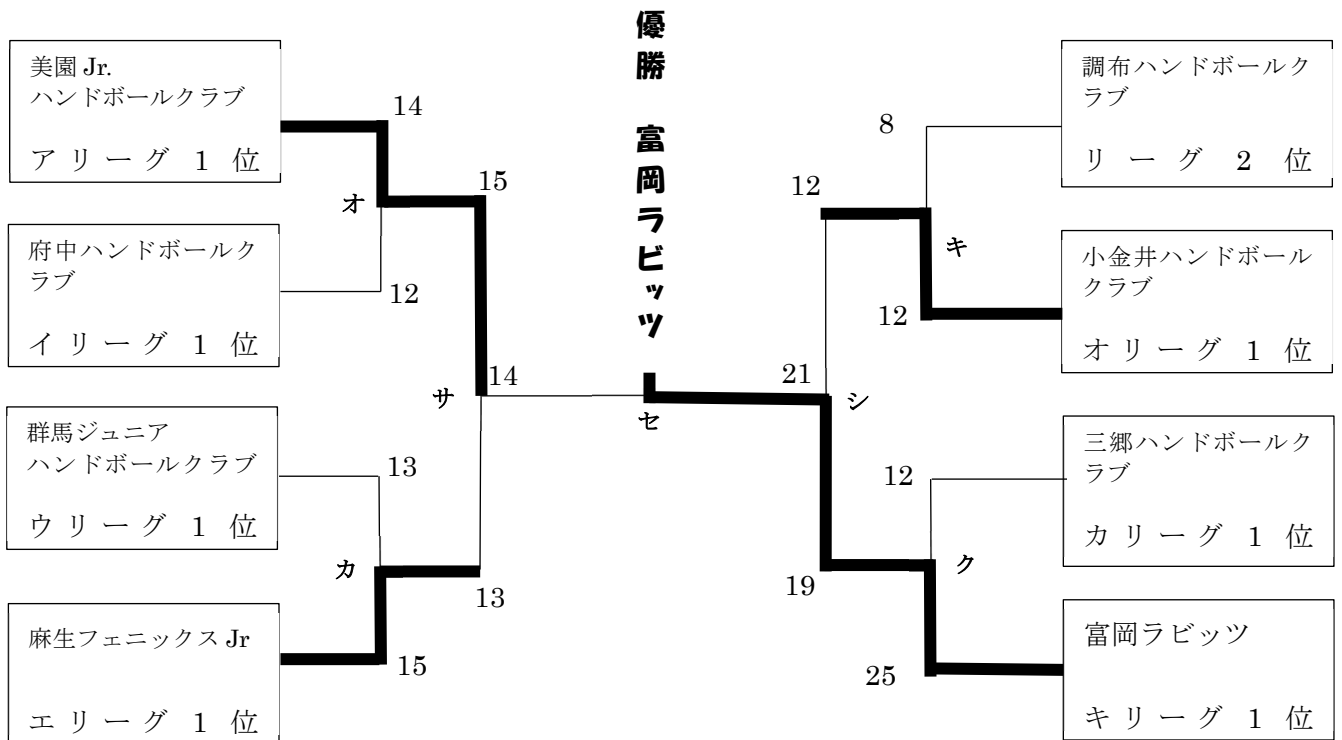 優勝 富岡ラビッツ
美園 Jr.
ハンドボールクラブ
アリーグ 1 位
府中ハンドボールク
ラブ
イリーグ 1 位
群馬ジュニア
ハンドボールクラブ
ウリーグ 1 位
麻生フェニックス Jr
エリーグ 1 位
14
オ
12
15
13
カ
15
サ
13
14
セ
21
12
シ
19
8
キ
12
12
ク
25
調布ハンドボールク
ラブ
リーグ 2 位
小金井ハンドボール
クラブ
オリーグ 1 位
三郷ハンドボールク
ラブ
カリーグ 1 位
富岡ラビッツ
キリーグ 1 位